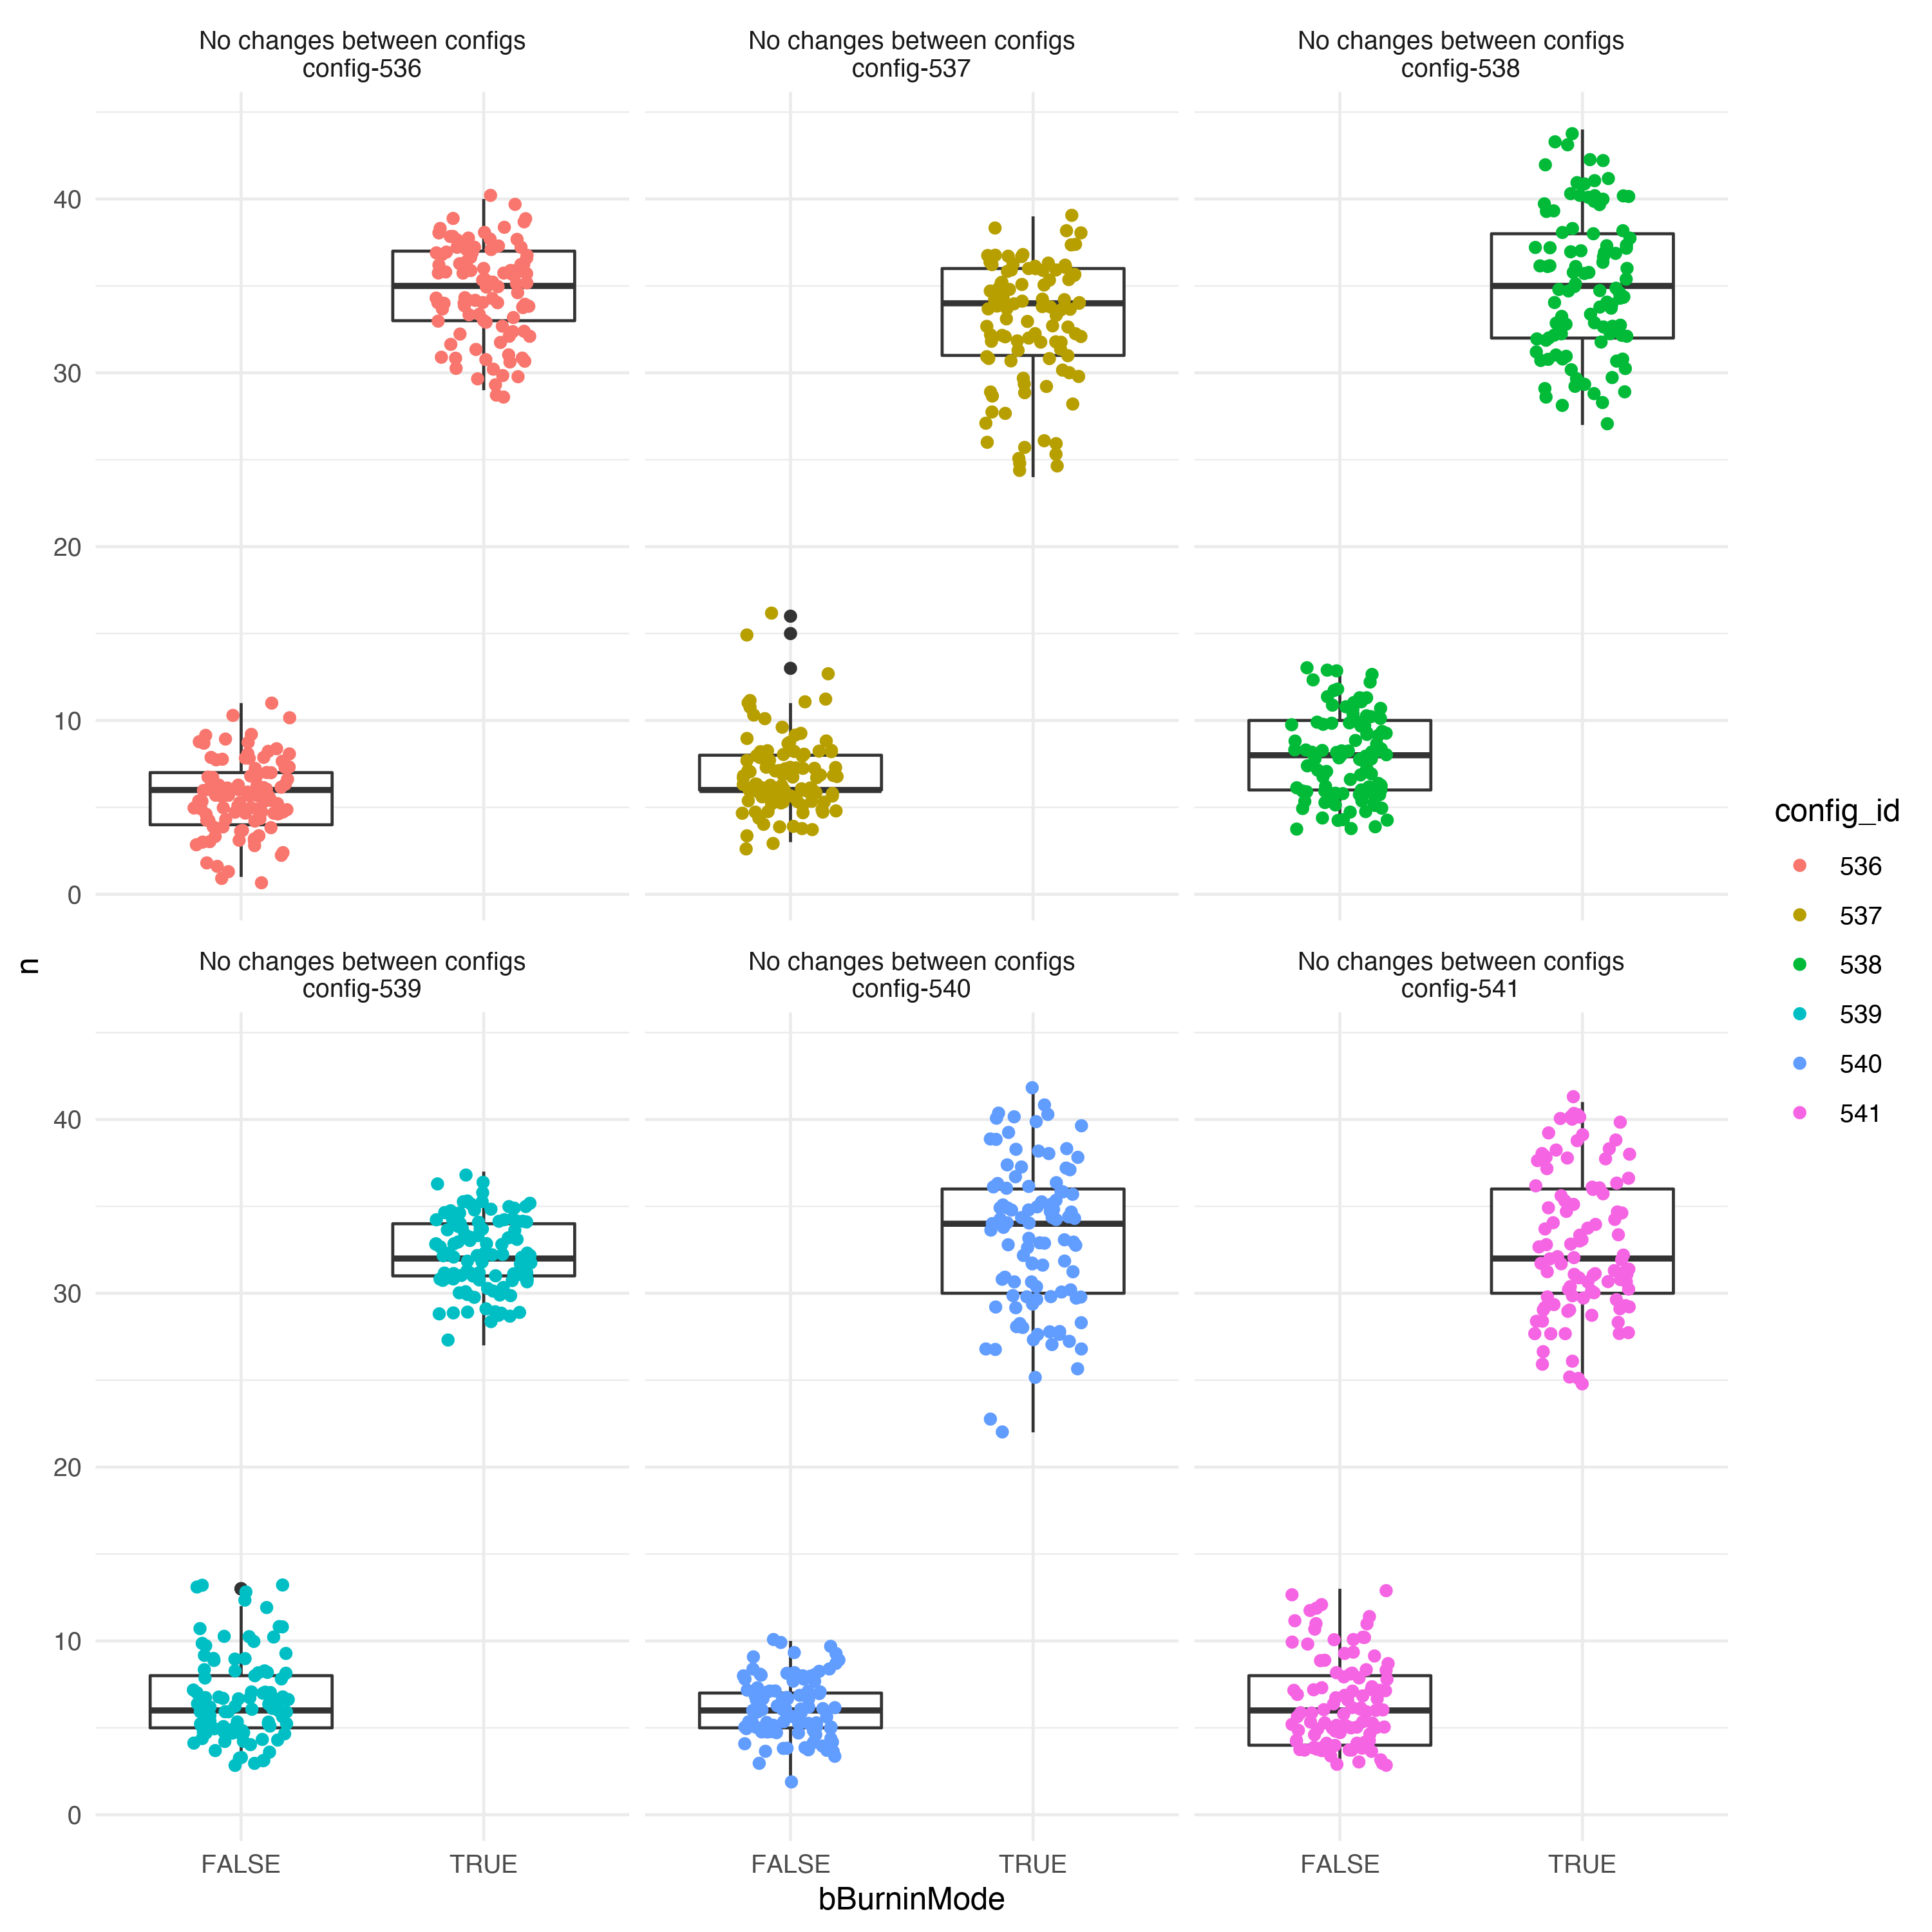 No changes between configs
config-536
No changes between configs
config-537
No changes between configs
config-538
40
30
20
10
0
n
No changes between configs
config-539
No changes between configs
config-540
No changes between configs
config-541
40
30
20
10
0
FALSE
TRUE
FALSE
TRUE
FALSE
TRUE
bBurninMode
config_id
536
537
538
539
540
541